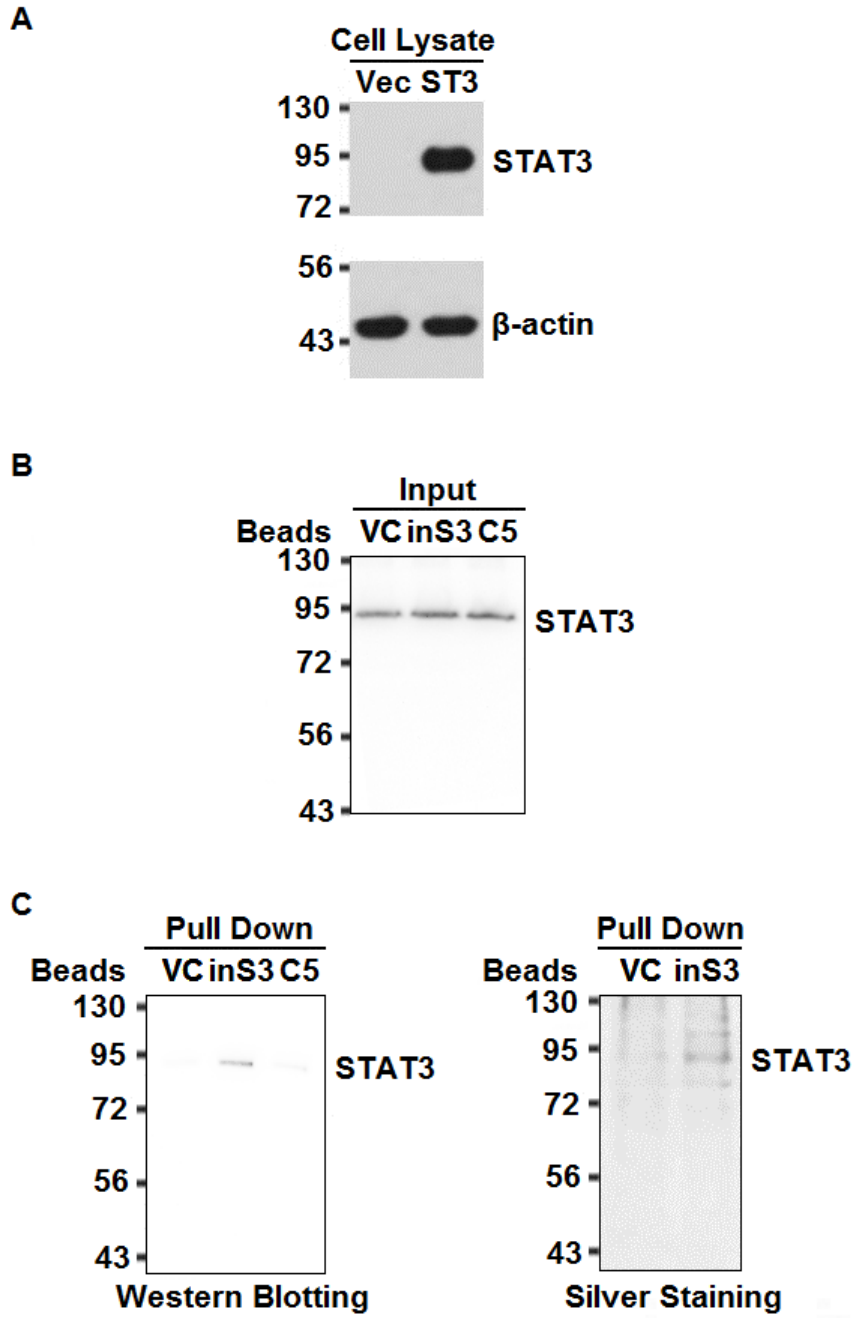 A
Cell Lysate
Vec ST3
130
95
STAT3
72
56
β-actin
43
B
Input
Beads VC inS3 C5
130
95
STAT3
72
56
43
C
Pull Down
Beads VC inS3 C5
130
95
STAT3
72
56
43
Western Blotting
Pull Down
Beads VC inS3
130
95
STAT3
72
56
43
Silver Staining